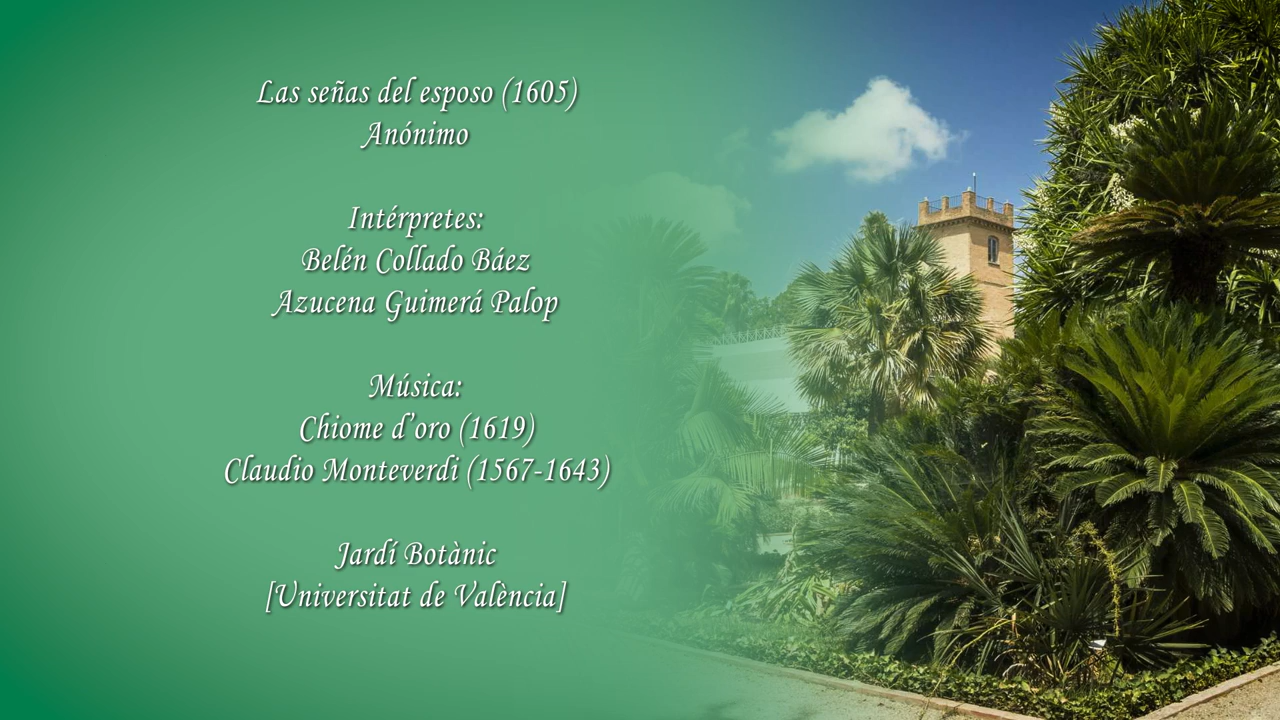 Las señas del esposo (1605)
Anónimo
Intérpretes:
Belén Collado Báez
Azucena Guimerá Palop
Música:
Chiome d’oro (1619)
Claudio Monteverdi (1567-1643)
Jardí Botànic
[Universitat de València]